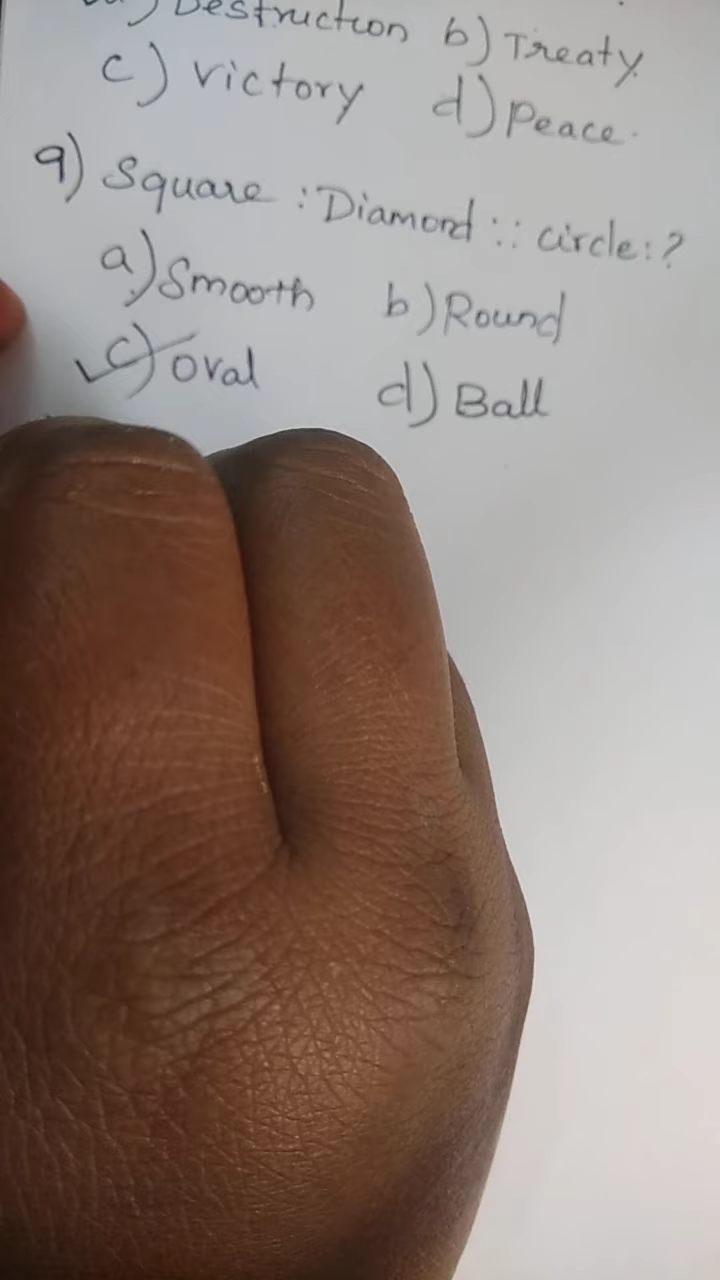 Destruction b) Treaty
c) victory d) Peace.
9) Square : Diamond :: circle : ?
a) Smooth b) Round
c) oval d) Ball